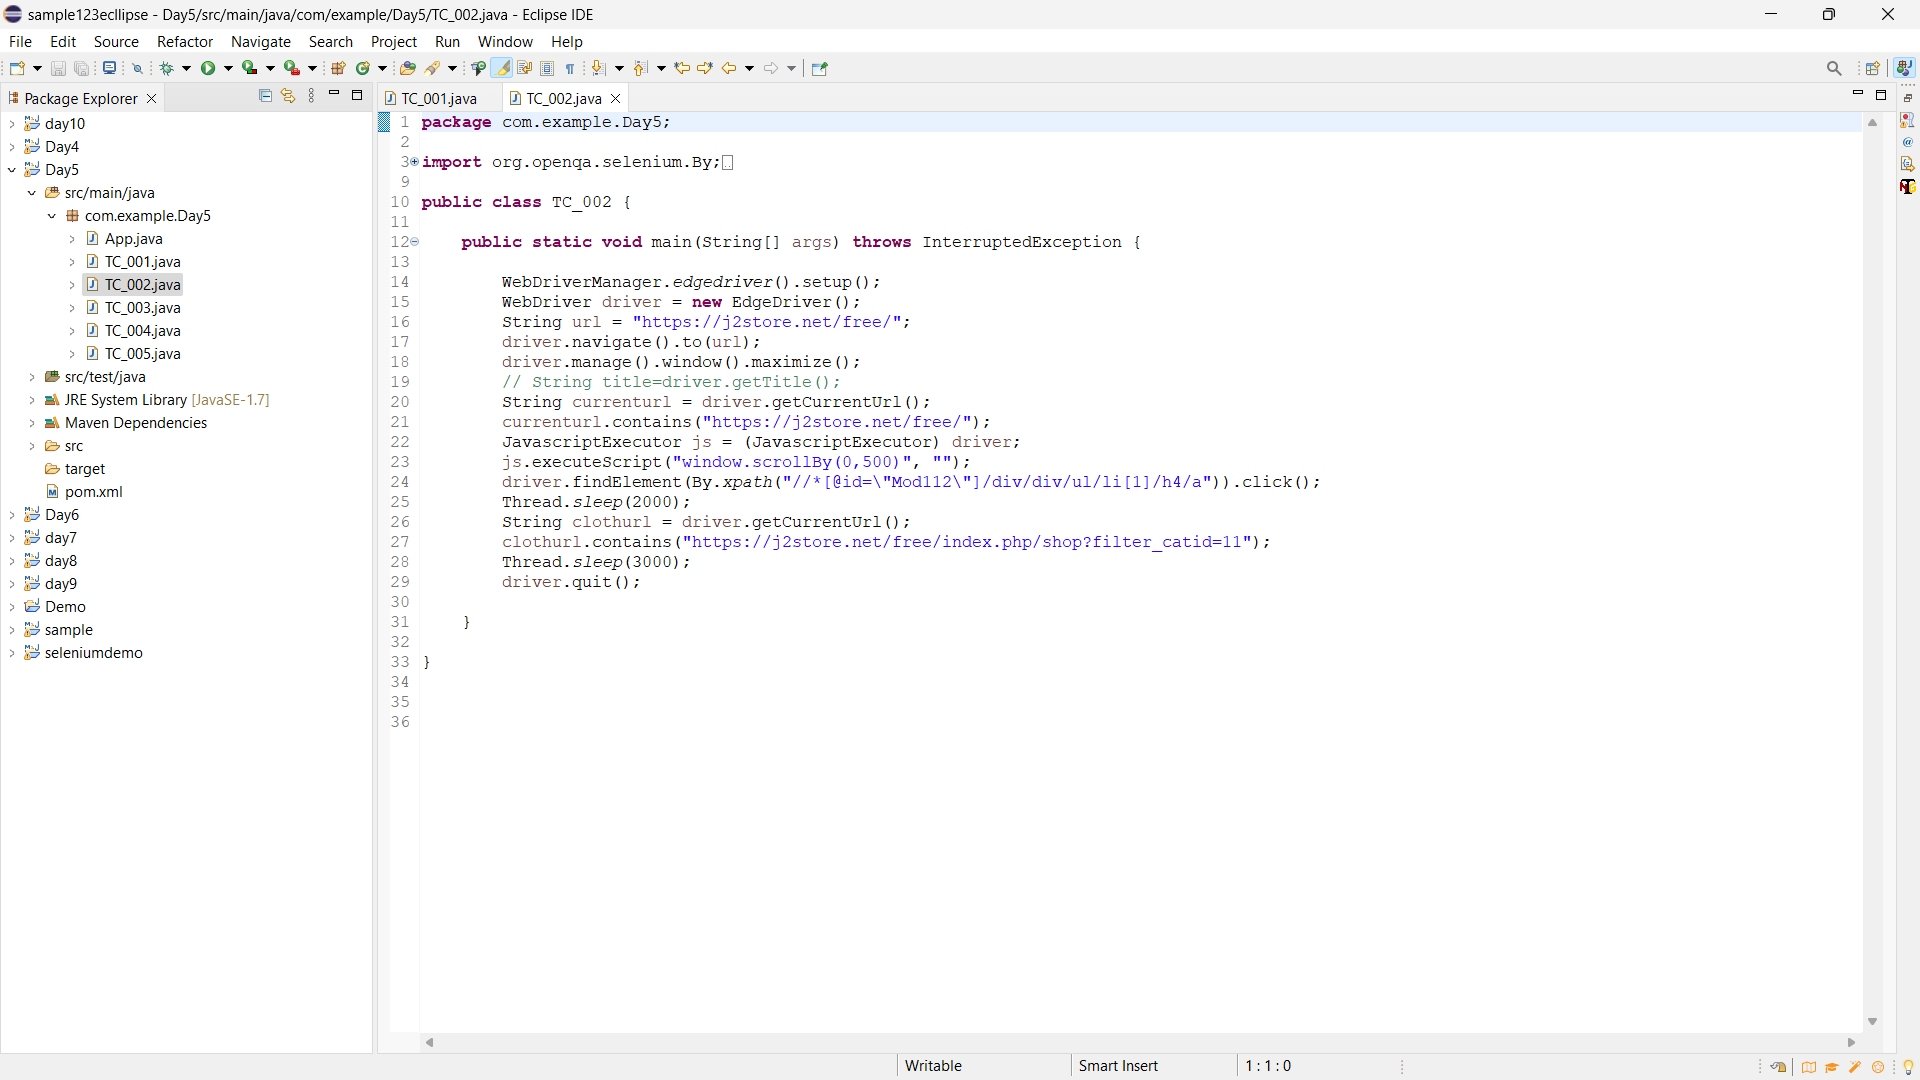 sample123ecllipse - Day5/src/main/java/com/example/Day5/TC_002.java - Eclipse IDE
File Edit Source Refactor Navigate Search Project Run Window Help
Package Explorer
day10
Day4
Day5
src/main/java
com.example.Day5
App.java
TC_001.java
TC_002.java
TC_003.java
TC_004.java
TC_005.java
src/test/java
JRE System Library [JavaSE-1.7]
Maven Dependencies
src
target
pom.xml
Day6
day7
day8
day9
Demo
sample
seleniumdemo
TC_001.java TC_002.java
1 package com.example.Day5;
2
3 import org.openqa.selenium.By;
9
10 public class TC_002 {
11
12 public static void main(String[] args) throws InterruptedException {
13
14 WebDriverManager.edgedriver().setup();
15 WebDriver driver = new EdgeDriver();
16 String url = "https://j2store.net/free/";
17 driver.navigate().to(url);
18 driver.manage().window().maximize();
19 // String title=driver.getTitle();
20 String currenturl = driver.getCurrentUrl();
21 currenturl.contains("https://j2store.net/free/");
22 JavascriptExecutor js = (JavascriptExecutor) driver;
23 js.executeScript("window.scrollBy(0,500)", "");
24 driver.findElement(By.xpath("//*[@id=\"Mod112\"]/div/div/ul/li[1]/h4/a")).click();
25 Thread.sleep(2000);
26 String clothurl = driver.getCurrentUrl();
27 clothurl.contains("https://j2store.net/free/index.php/shop?filter_catid=11");
28 Thread.sleep(3000);
29 driver.quit();
30
31 }
32
33 }
34
35
36
Writable Smart Insert 1 : 1 : 0